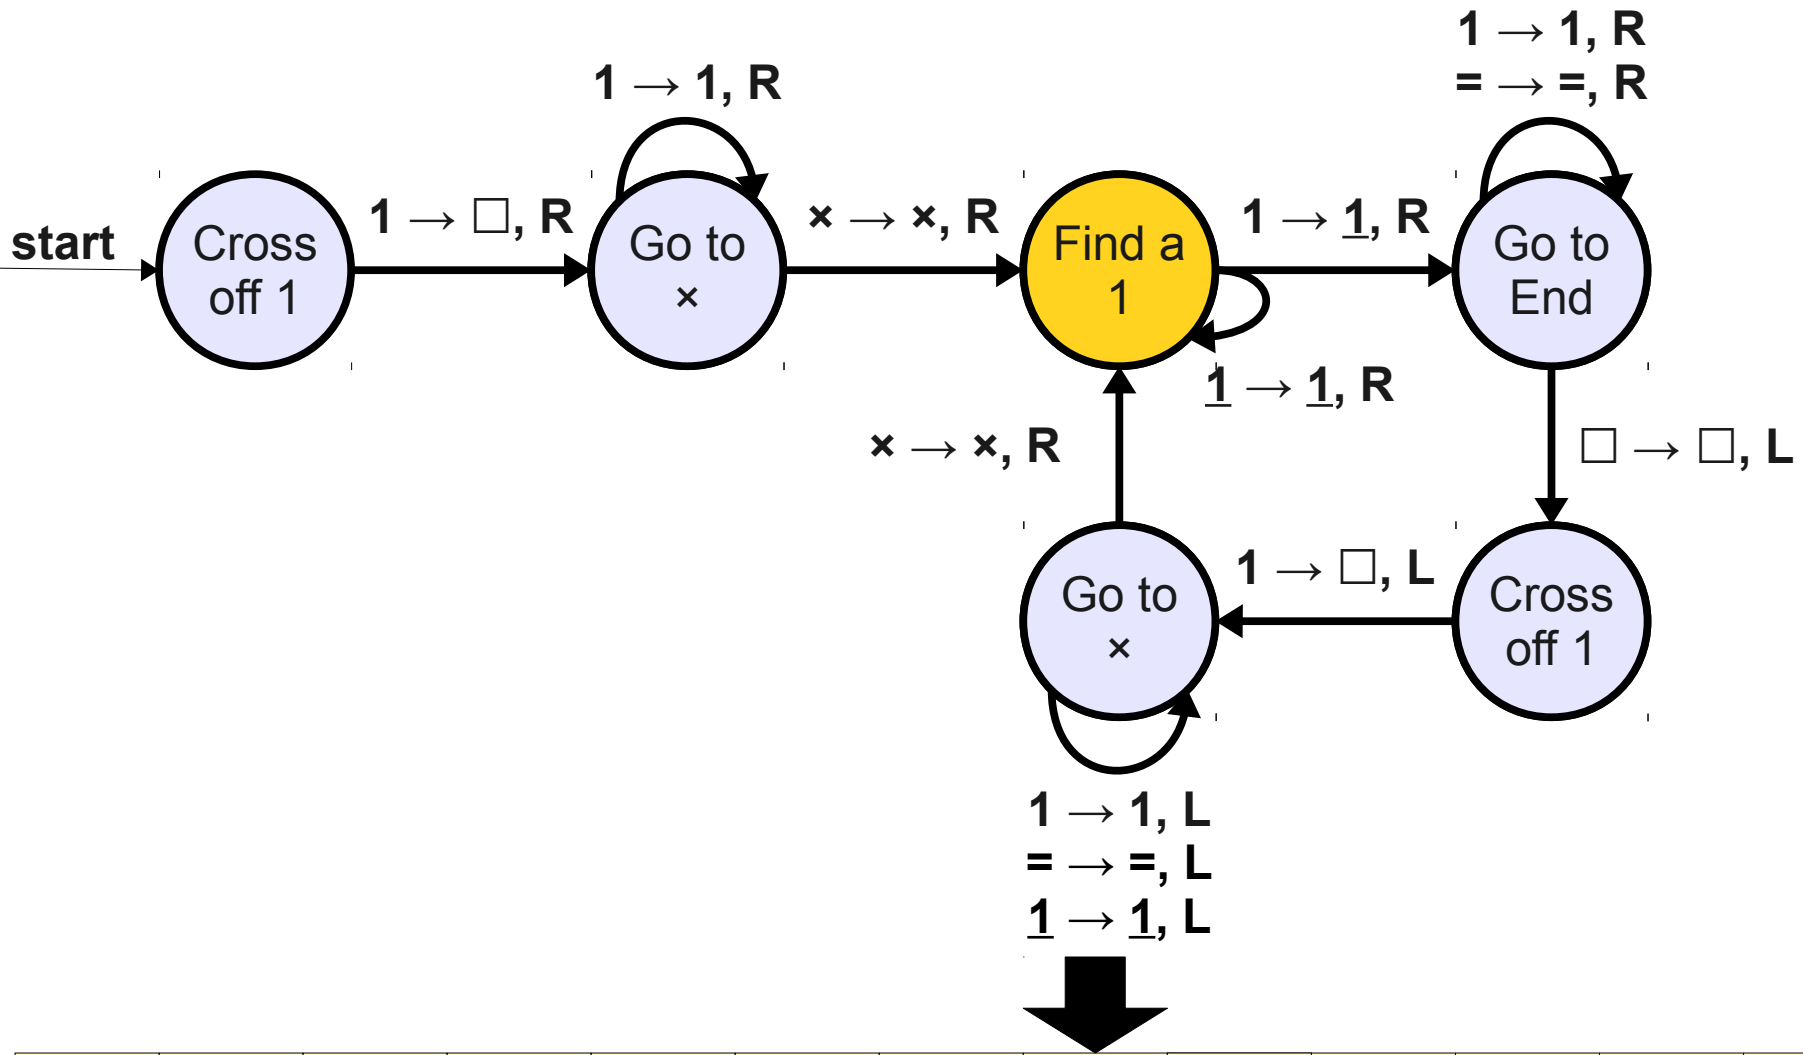 1 → 1, R
= → =, R
1 → 1, R
start
Cross
off 1
1 → □, R
Go to
×
× → ×, R
Find a
1
1 → 1̲, R
Go to
End
1̲ → 1̲, R
× → ×, R
□ → □, L
Go to
×
1 → □, L
Cross
off 1
1 → 1, L
= → =, L
1̲ → 1̲, L